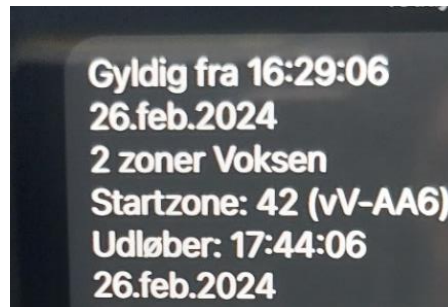 Gyldig fra 16:29:06
26.feb.2024
2 zoner Voksen
Startzone: 42 (vV-AA6)
Udløber: 17:44:06
26.feb.2024